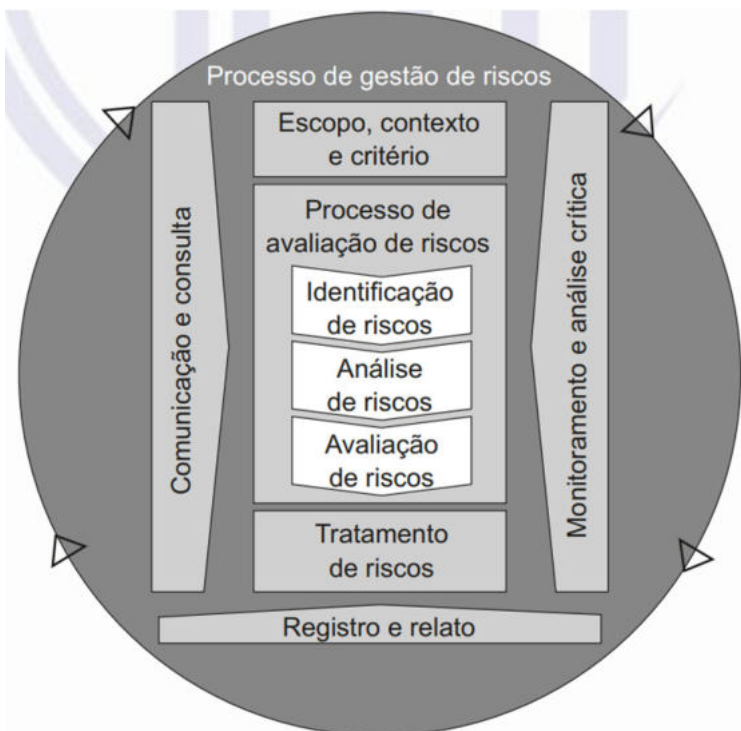 Processo de gestão de riscos
Escopo, contexto
e critério
Processo de
avaliação de riscos
Identificação
de riscos
Análise
de riscos
Avaliação
de riscos
Tratamento
de riscos
Comunicação e consulta
Monitoramento e análise crítica
Registro e relato